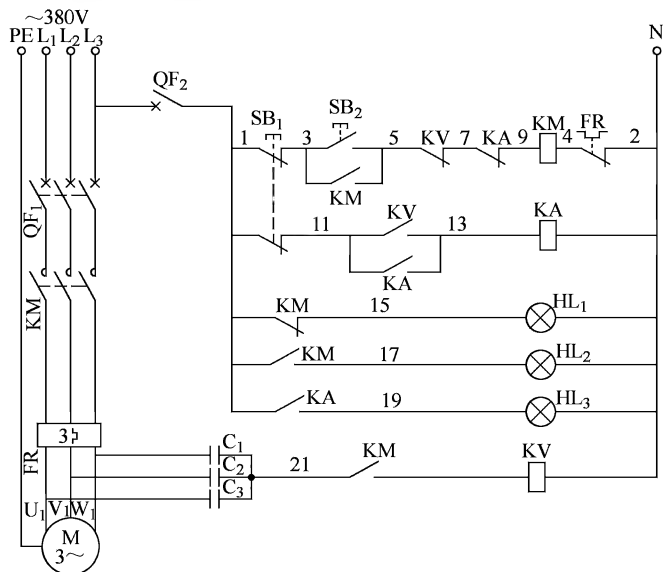 ～380V
PE L₁ L₂ L₃
N
QF₂
SB₁
SB₂
1
3
5
KV
7
KA
9
KM
4
FR
2
KM
QF₁
11
KV
13
KA
KA
KM
KM
15
HL₁
KM
17
HL₂
KA
19
HL₃
3
FR
C₁
C₂
C₃
21
KM
KV
U₁ V₁ W₁
M
3～